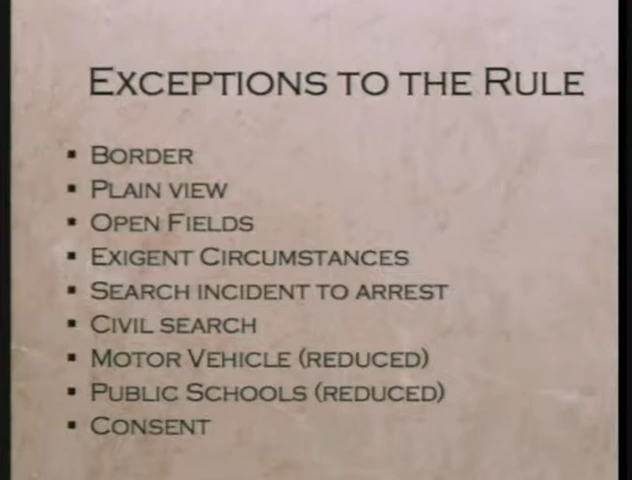 EXCEPTIONS TO THE RULE
▪ BORDER
▪ PLAIN VIEW
▪ OPEN FIELDS
▪ EXIGENT CIRCUMSTANCES
▪ SEARCH INCIDENT TO ARREST
▪ CIVIL SEARCH
▪ MOTOR VEHICLE (REDUCED)
▪ PUBLIC SCHOOLS (REDUCED)
▪ CONSENT